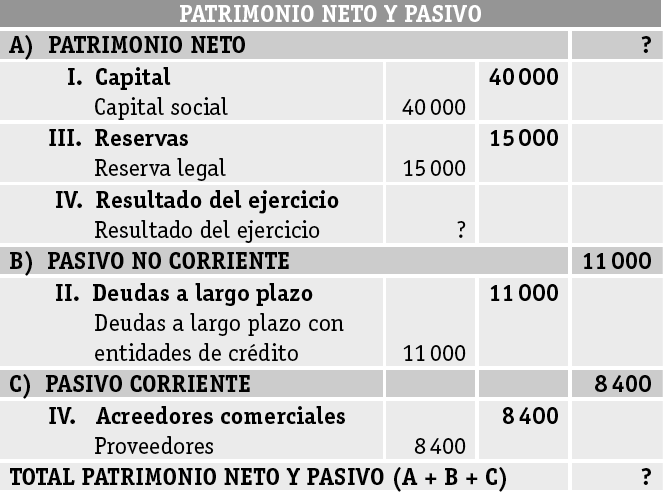 PATRIMONIO NETO Y PASIVO
A) PATRIMONIO NETO ?
I. Capital 40 000
Capital social 40 000
III. Reservas 15 000
Reserva legal 15 000
IV. Resultado del ejercicio
Resultado del ejercicio ?
B) PASIVO NO CORRIENTE 11 000
II. Deudas a largo plazo 11 000
Deudas a largo plazo con
entidades de crédito 11 000
C) PASIVO CORRIENTE 8 400
IV. Acreedores comerciales 8 400
Proveedores 8 400
TOTAL PATRIMONIO NETO Y PASIVO (A + B + C) ?